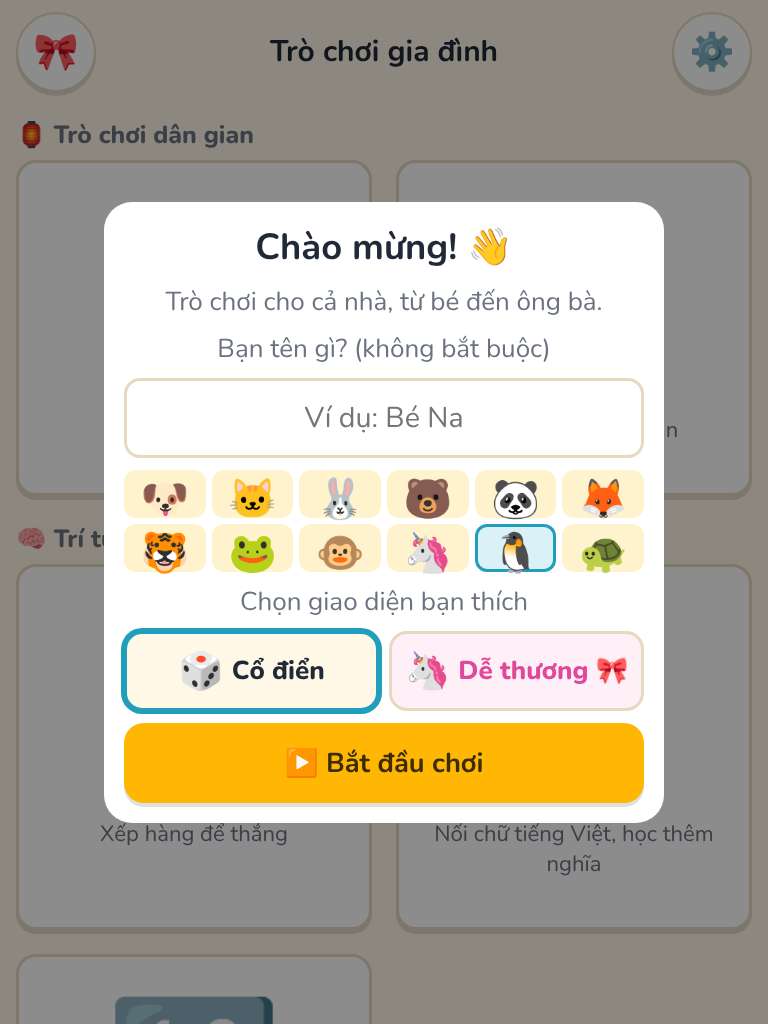 Trò chơi gia đình
Trò chơi dân gian
Chào mừng!
Trò chơi cho cả nhà, từ bé đến ông bà.
Bạn tên gì? (không bắt buộc)
Ví dụ: Bé Na
Chọn giao diện bạn thích
Cổ điển
Dễ thương
Bắt đầu chơi
Xếp hàng để thắng
Nối chữ tiếng Việt, học thêm
nghĩa